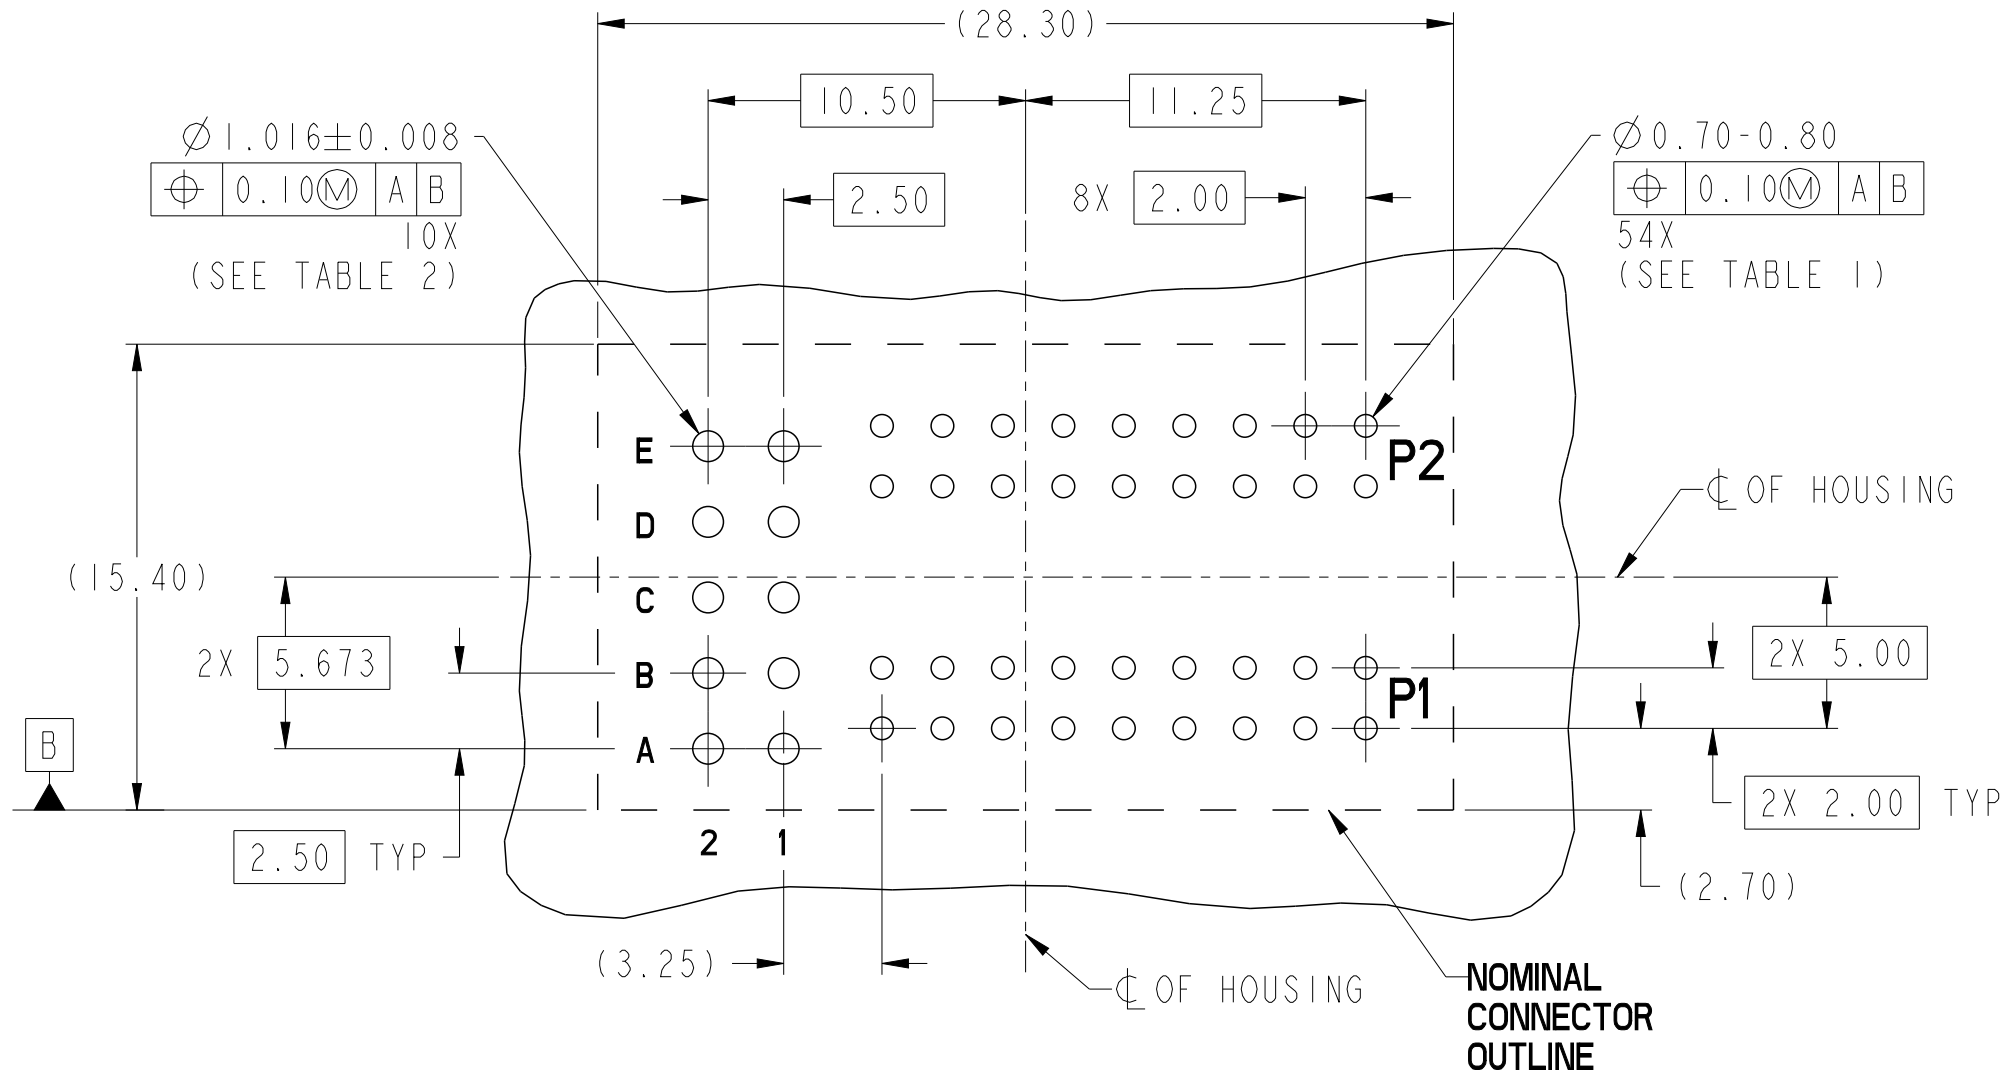 (28.30)
10.50
11.25
∅1.016±0.008
⌖ 0.10Ⓜ A B
10X
(SEE TABLE 2)
2.50
8X 2.00
∅0.70-0.80
⌖ 0.10Ⓜ A B
54X
(SEE TABLE 1)
E
P2
D
℄ OF HOUSING
(15.40)
C
2X 5.673
2X 5.00
B
P1
B
A
2X 2.00 TYP
2.50 TYP
2 1
(2.70)
(3.25)
℄ OF HOUSING
NOMINAL
CONNECTOR
OUTLINE